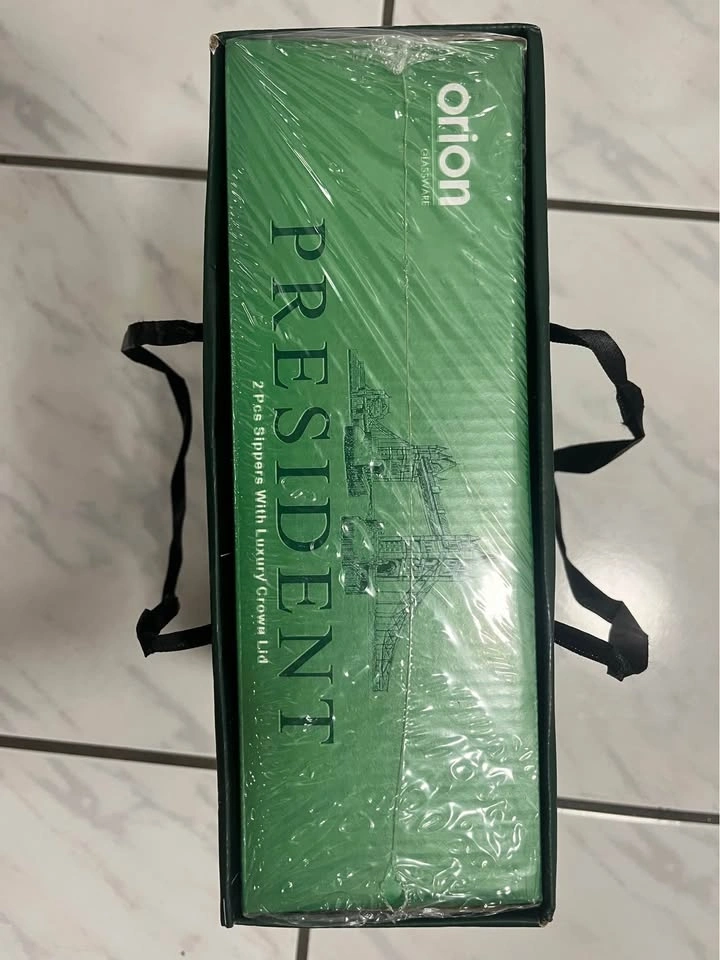 orion
GLASSWARE
PRESIDENT
2 Pcs Sippers With Luxury Crown Lid